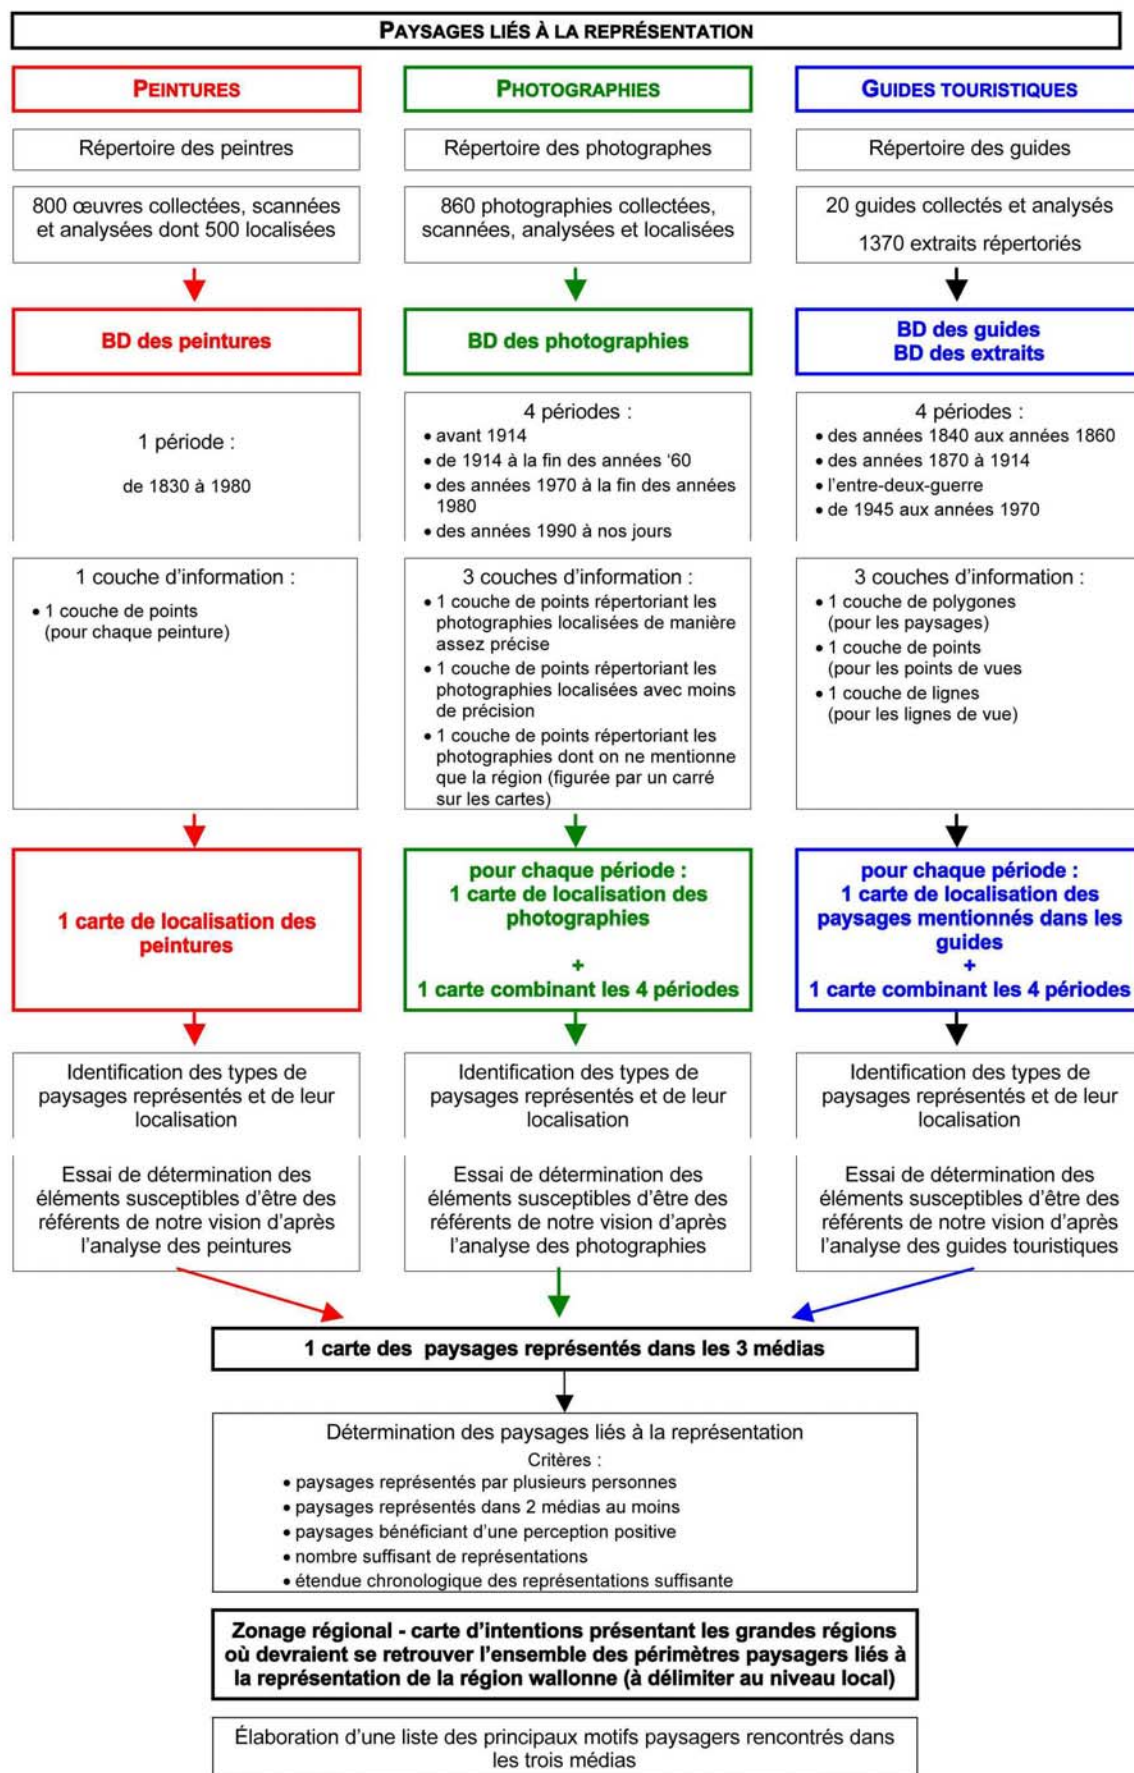 PAYSAGES LIÉS À LA REPRÉSENTATION
PEINTURES
Répertoire des peintres
800 œuvres collectées, scannées
et analysées dont 500 localisées
BD des peintures
1 période :
de 1830 à 1980
1 couche d'information :
• 1 couche de points
(pour chaque peinture)
1 carte de localisation des
peintures
Identification des types de
paysages représentés et de leur
localisation
Essai de détermination des
éléments susceptibles d'être des
référents de notre vision d'après
l'analyse des peintures
PHOTOGRAPHIES
Répertoire des photographes
860 photographies collectées,
scannées, analysées et localisées
BD des photographies
4 périodes :
• avant 1914
• de 1914 à la fin des années '60
• des années 1970 à la fin des années
1980
• des années 1990 à nos jours
3 couches d'information :
• 1 couche de points répertoriant les
photographies localisées de manière
assez précise
• 1 couche de points répertoriant les
photographies localisées avec moins
de précision
• 1 couche de points répertoriant les
photographies dont on ne mentionne
que la région (figurée par un carré
sur les cartes)
pour chaque période :
1 carte de localisation des
photographies
+
1 carte combinant les 4 périodes
Identification des types de
paysages représentés et de leur
localisation
Essai de détermination des
éléments susceptibles d'être des
référents de notre vision d'après
l'analyse des photographies
GUIDES TOURISTIQUES
Répertoire des guides
20 guides collectés et analysés
1370 extraits répertoriés
BD des guides
BD des extraits
4 périodes :
• des années 1840 aux années 1860
• des années 1870 à 1914
• l'entre-deux-guerre
• de 1945 aux années 1970
3 couches d'information :
• 1 couche de polygones
(pour les paysages)
• 1 couche de points
(pour les points de vues
• 1 couche de lignes
(pour les lignes de vue)
pour chaque période :
1 carte de localisation des
paysages mentionnés dans les
guides
+
1 carte combinant les 4 périodes
Identification des types de
paysages représentés et de leur
localisation
Essai de détermination des
éléments susceptibles d'être des
référents de notre vision d'après
l'analyse des guides touristiques
1 carte des paysages représentés dans les 3 médias
Détermination des paysages liés à la représentation
Critères :
• paysages représentés par plusieurs personnes
• paysages représentés dans 2 médias au moins
• paysages bénéficiant d'une perception positive
• nombre suffisant de représentations
• étendue chronologique des représentations suffisante
Zonage régional - carte d'intentions présentant les grandes régions
où devraient se retrouver l'ensemble des périmètres paysagers liés à
la représentation de la région wallonne (à délimiter au niveau local)
Élaboration d'une liste des principaux motifs paysagers rencontrés dans
les trois médias